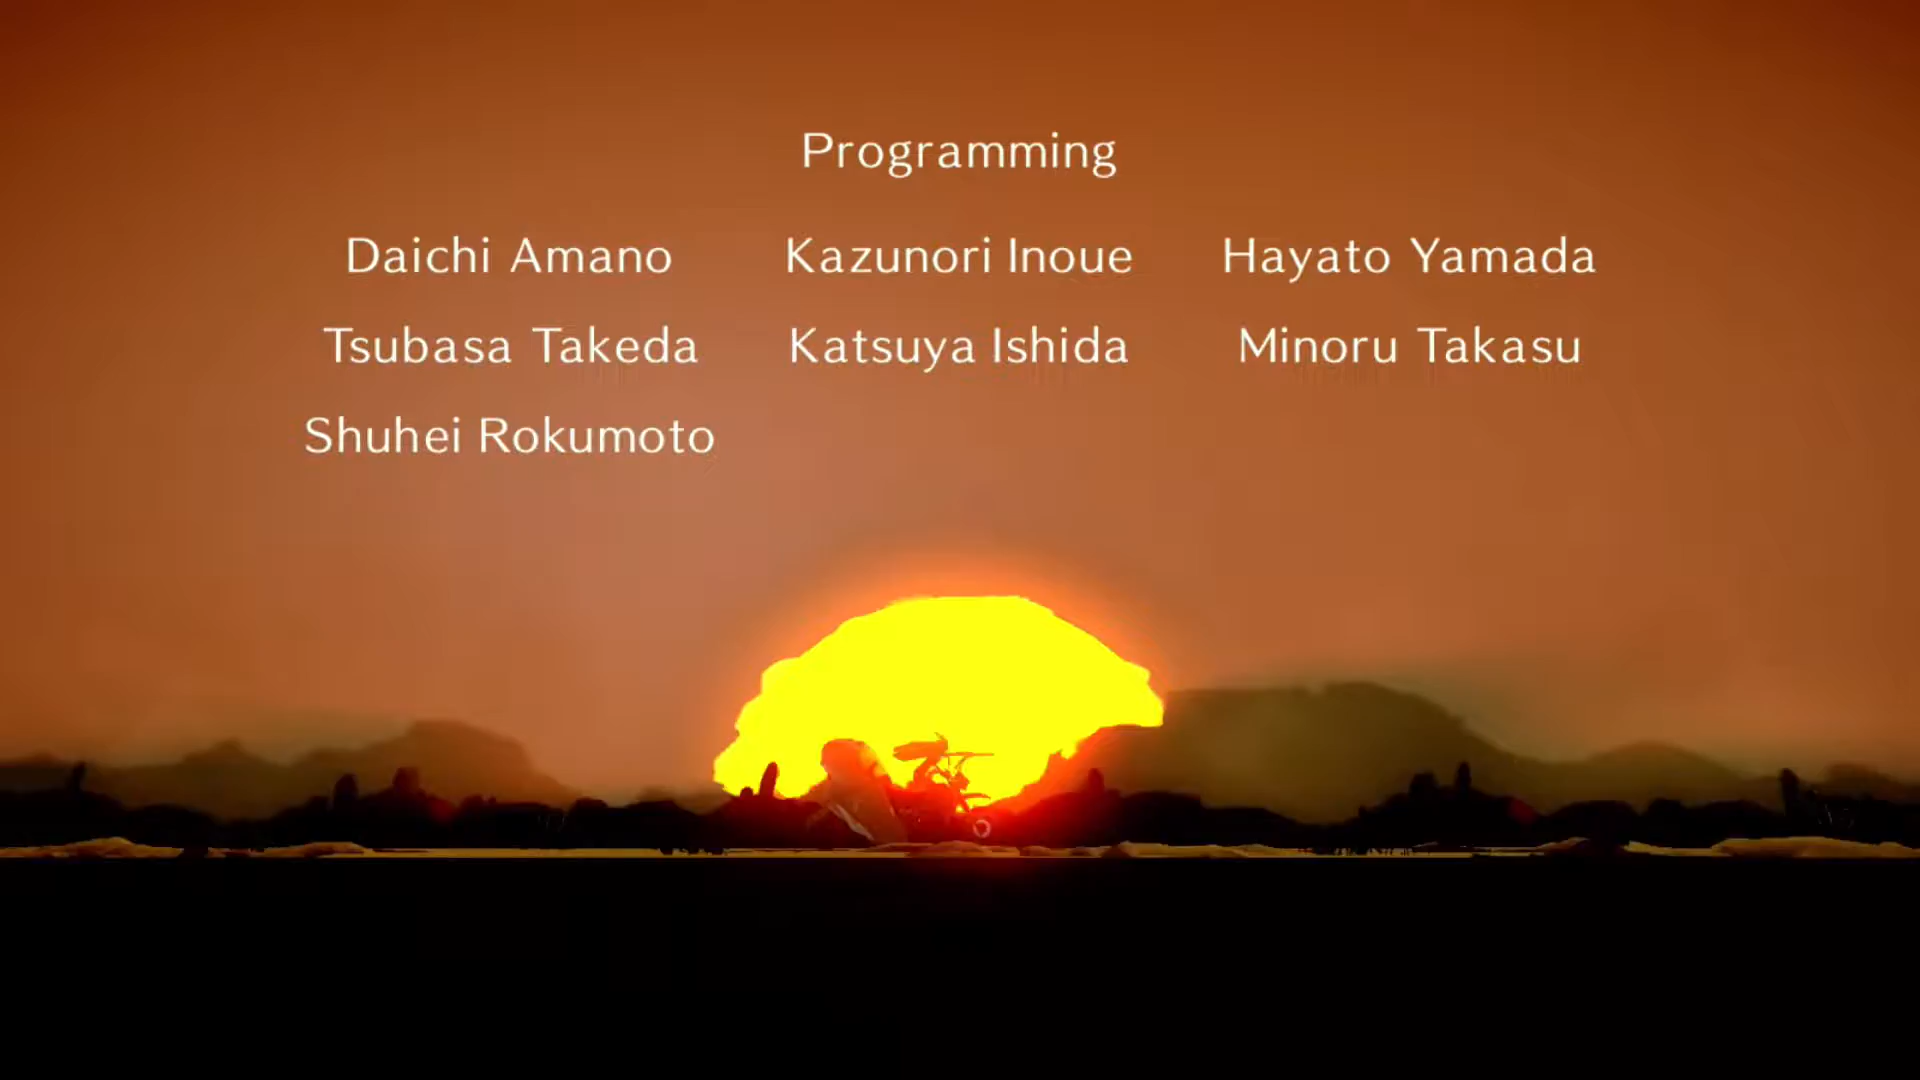 Programming
Daichi Amano Kazunori Inoue Hayato Yamada
Tsubasa Takeda Katsuya Ishida Minoru Takasu
Shuhei Rokumoto